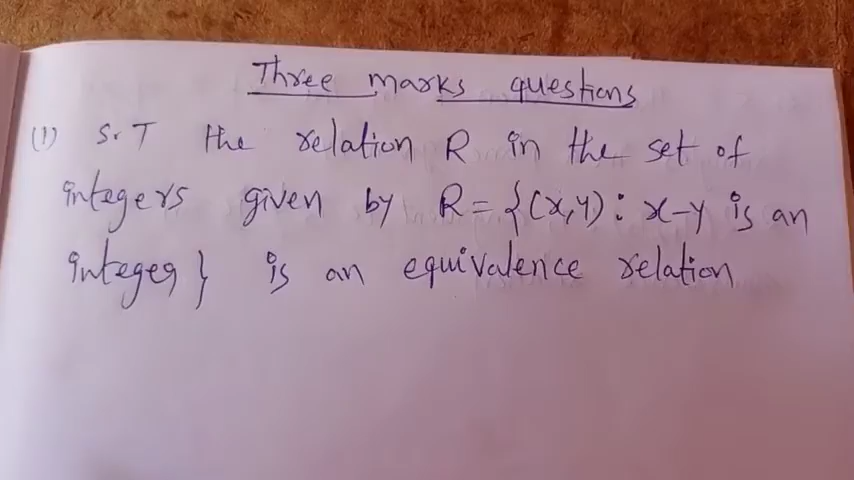 Three marks questions
(1) S.T the relation R in the set of
integers given by R = {(x,y) : x-y is an
integer} is an equivalence relation